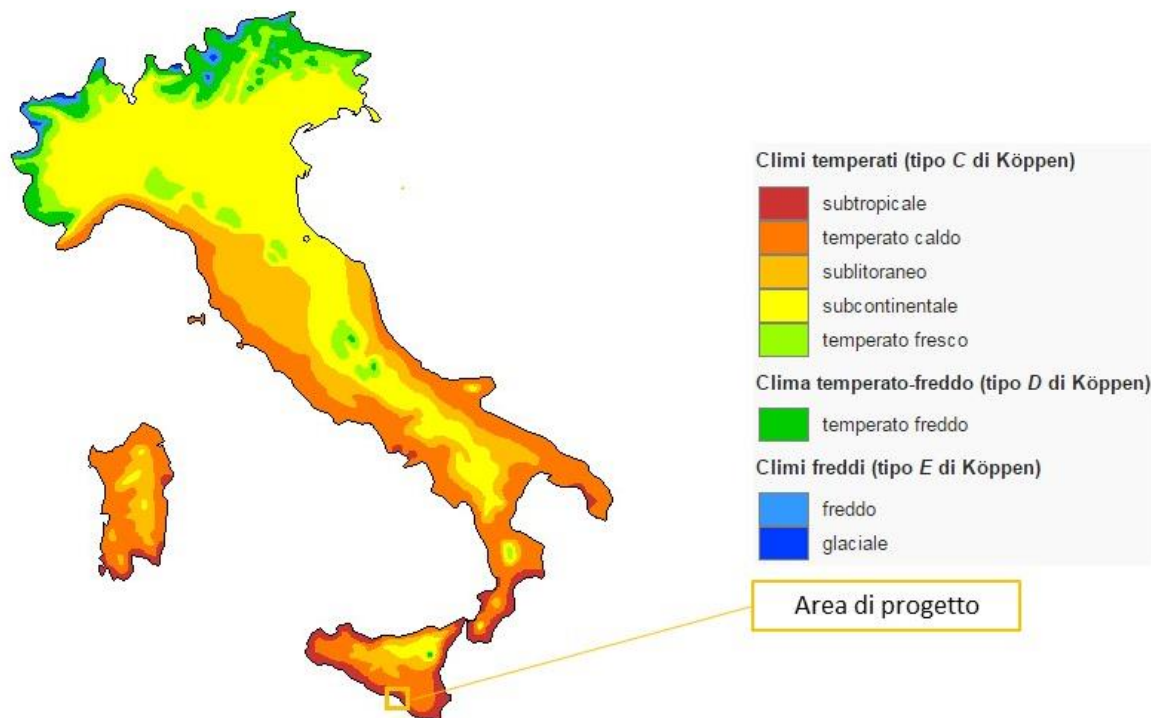 Climi temperati (tipo C di Köppen)
subtropicale
temperato caldo
sublitoraneo
subcontinentale
temperato fresco
Clima temperato-freddo (tipo D di Köppen)
temperato freddo
Climi freddi (tipo E di Köppen)
freddo
glaciale
Area di progetto